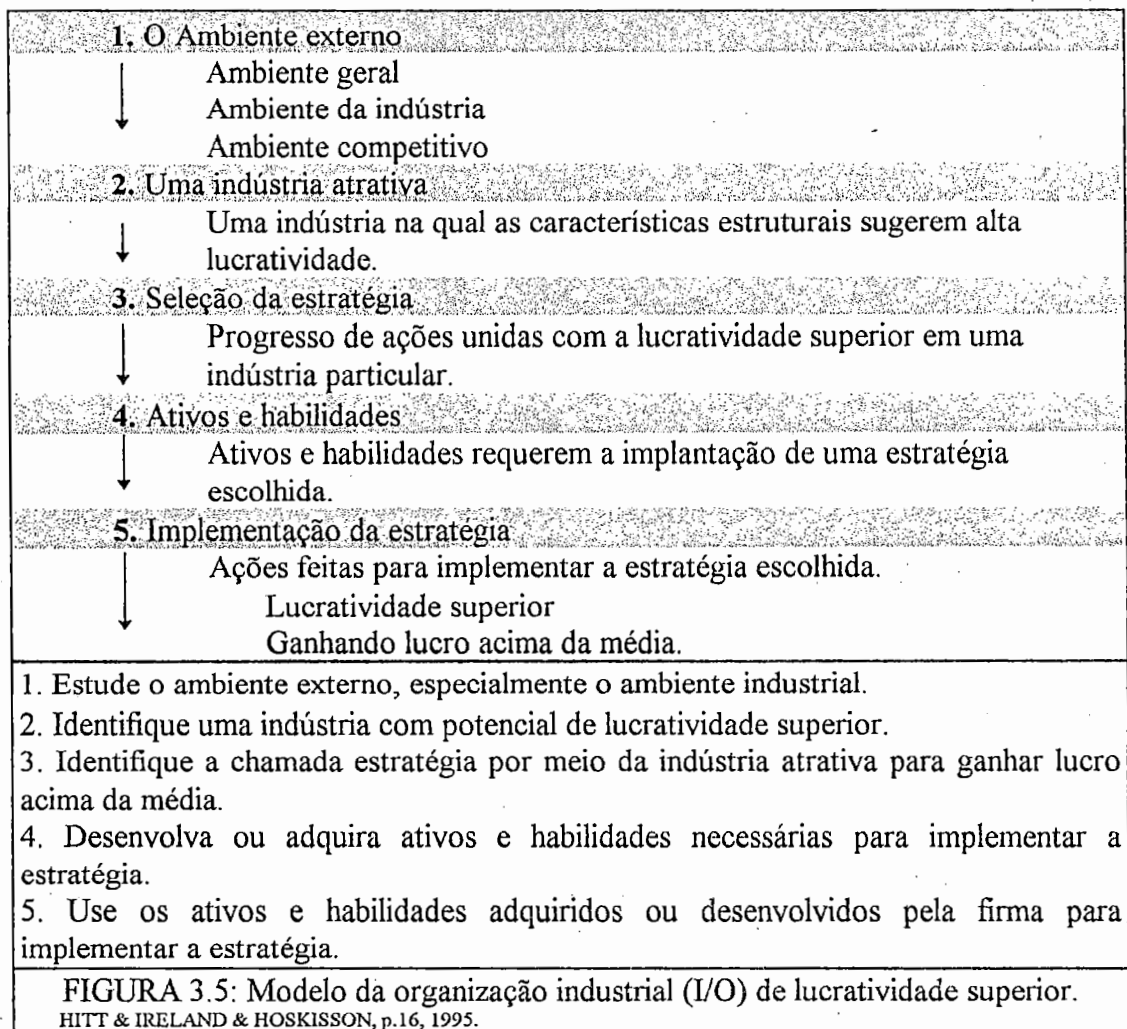 1. O Ambiente externo
Ambiente geral
Ambiente da indústria
Ambiente competitivo
2. Uma indústria atrativa
Uma indústria na qual as características estruturais sugerem alta
lucratividade.
3. Seleção da estratégia
Progresso de ações unidas com a lucratividade superior em uma
indústria particular.
4. Ativos e habilidades
Ativos e habilidades requerem a implantação de uma estratégia
escolhida.
5. Implementação da estratégia
Ações feitas para implementar a estratégia escolhida.
Lucratividade superior
Ganhando lucro acima da média.
1. Estude o ambiente externo, especialmente o ambiente industrial.
2. Identifique uma indústria com potencial de lucratividade superior.
3. Identifique a chamada estratégia por meio da indústria atrativa para ganhar lucro
acima da média.
4. Desenvolva ou adquira ativos e habilidades necessárias para implementar a
estratégia.
5. Use os ativos e habilidades adquiridos ou desenvolvidos pela firma para
implementar a estratégia.
FIGURA 3.5: Modelo da organização industrial (I/O) de lucratividade superior.
HITT & IRELAND & HOSKISSON, p.16, 1995.